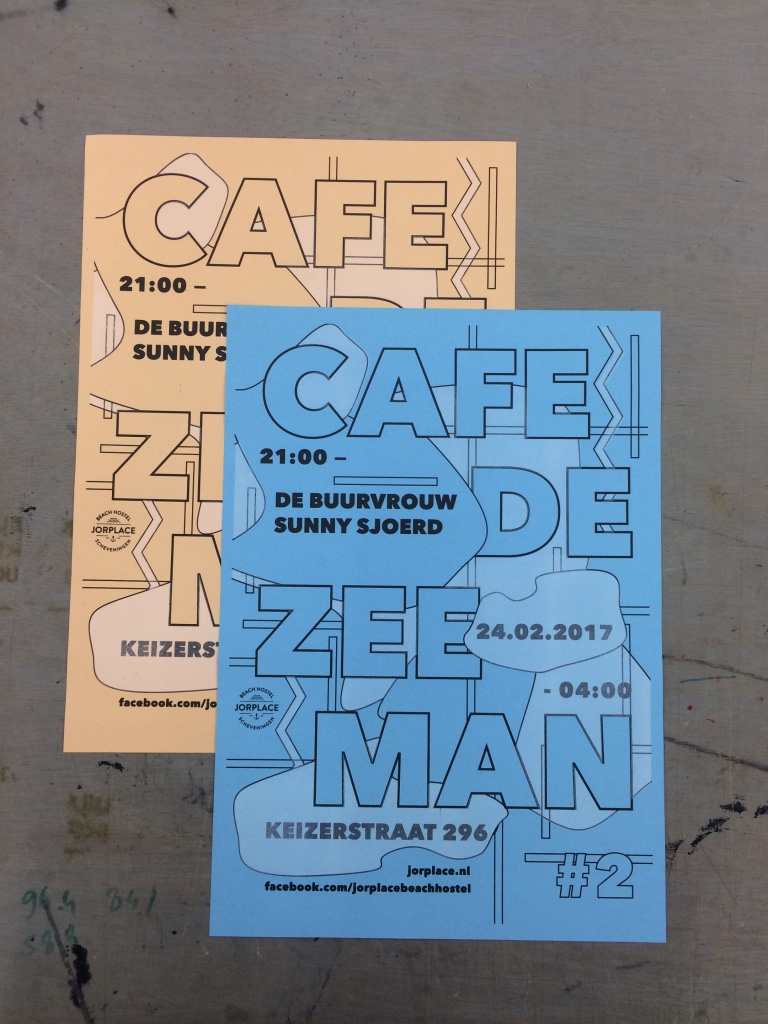 CAFE
21:00 –
DE BUUR
SUNNY S
ZE
M
BEACH HOSTEL
JORPLACE
SCHEVENINGEN
KEIZERST
facebook.com/jo
CAFE
21:00 –
DE BUURVROUW
SUNNY SJOERD
DE
ZEE
24.02.2017
- 04:00
BEACH HOSTEL
JORPLACE
SCHEVENINGEN
MAN
KEIZERSTRAAT 296
jorplace.nl
facebook.com/jorplacebeachhostel
#2